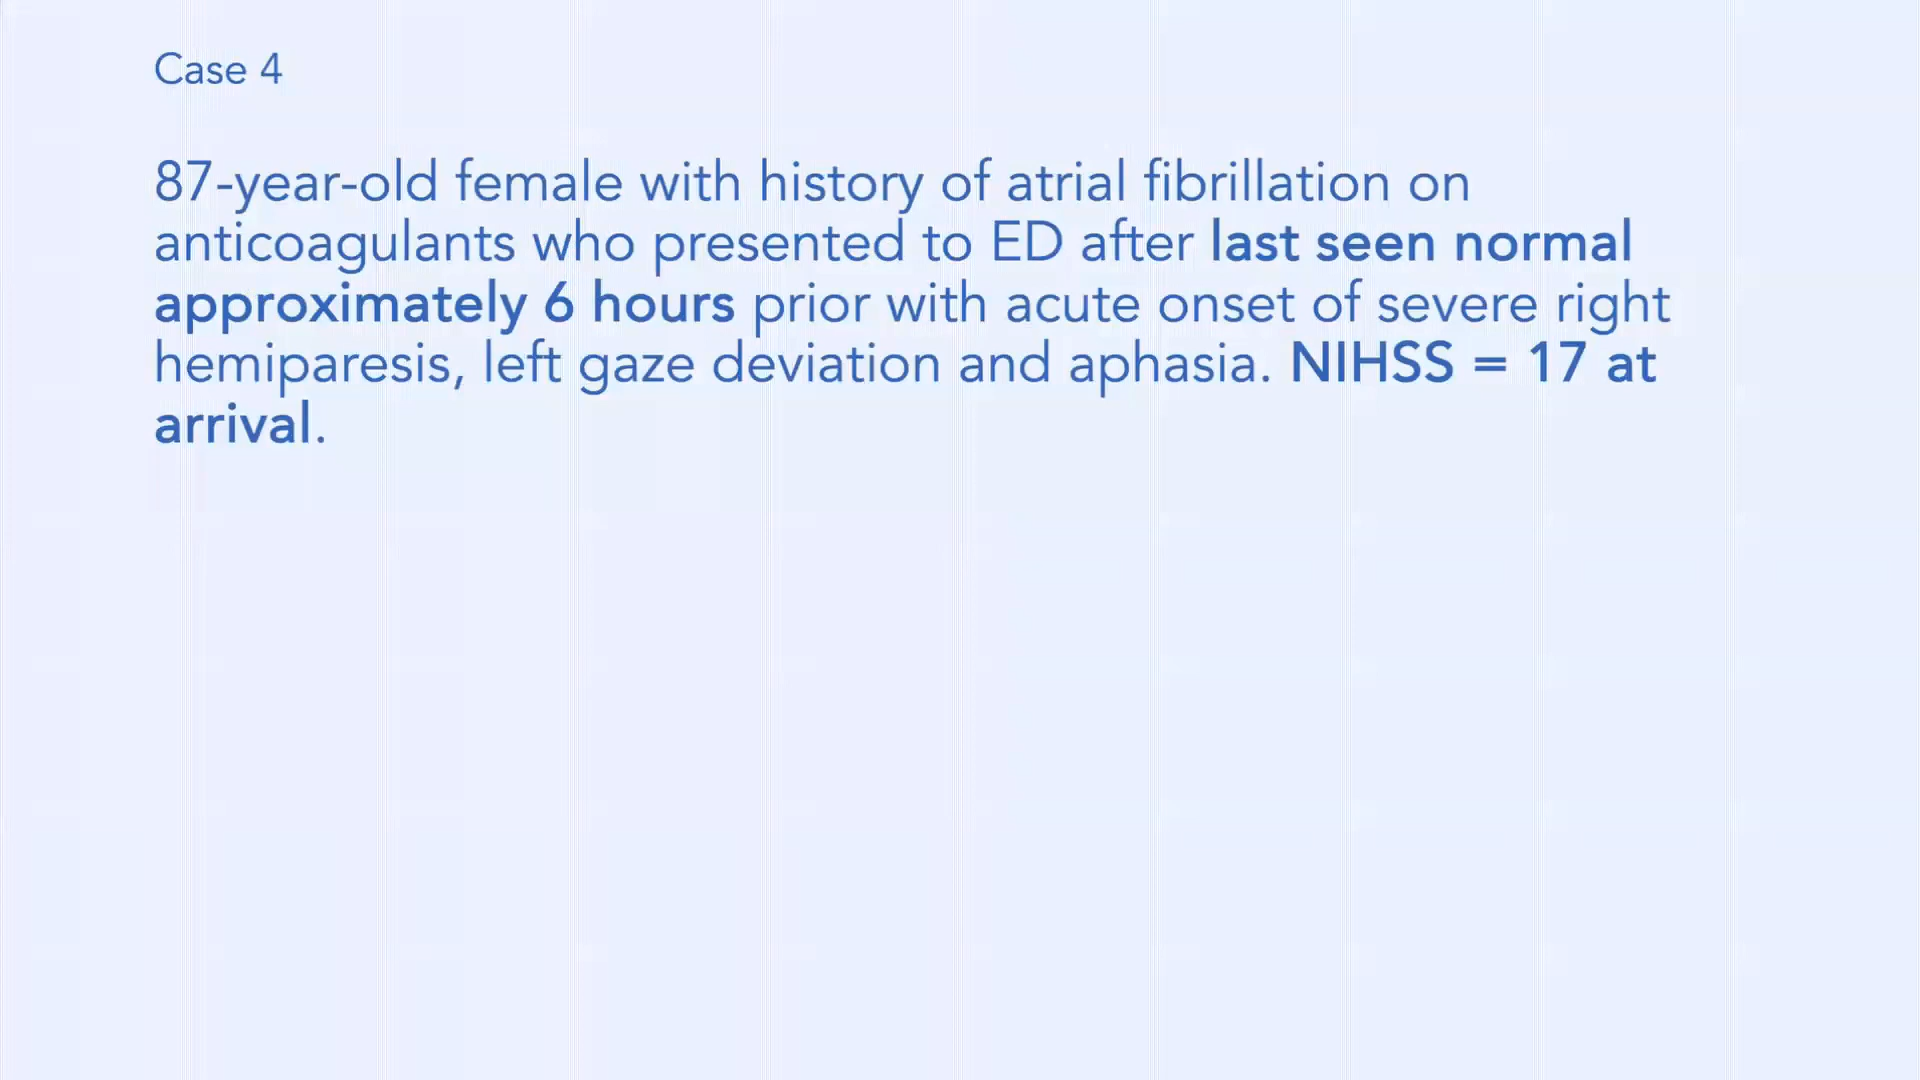 Case 4
87-year-old female with history of atrial fibrillation on
anticoagulants who presented to ED after last seen normal
approximately 6 hours prior with acute onset of severe right
hemiparesis, left gaze deviation and aphasia. NIHSS = 17 at
arrival.